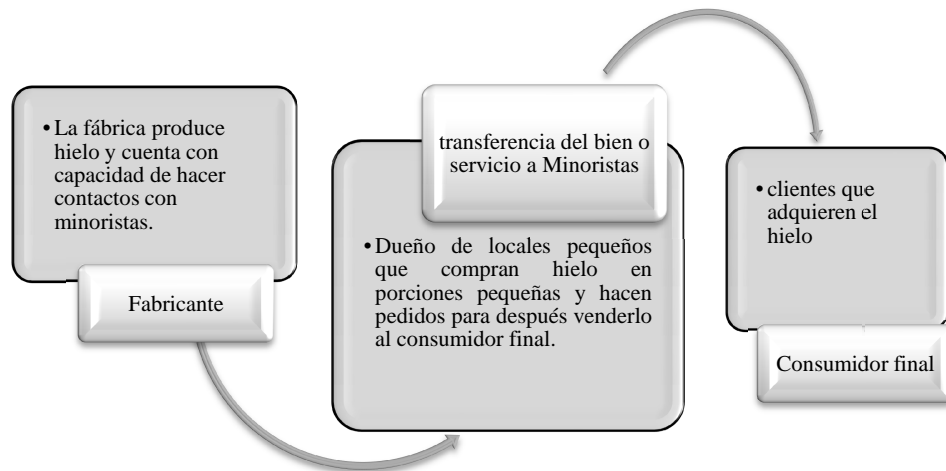 • La fábrica produce
hielo y cuenta con
capacidad de hacer
contactos con
minoristas.
Fabricante
transferencia del bien o
servicio a Minoristas
• Dueño de locales pequeños
que compran hielo en
porciones pequeñas y hacen
pedidos para después venderlo
al consumidor final.
• clientes que
adquieren el
hielo
Consumidor final